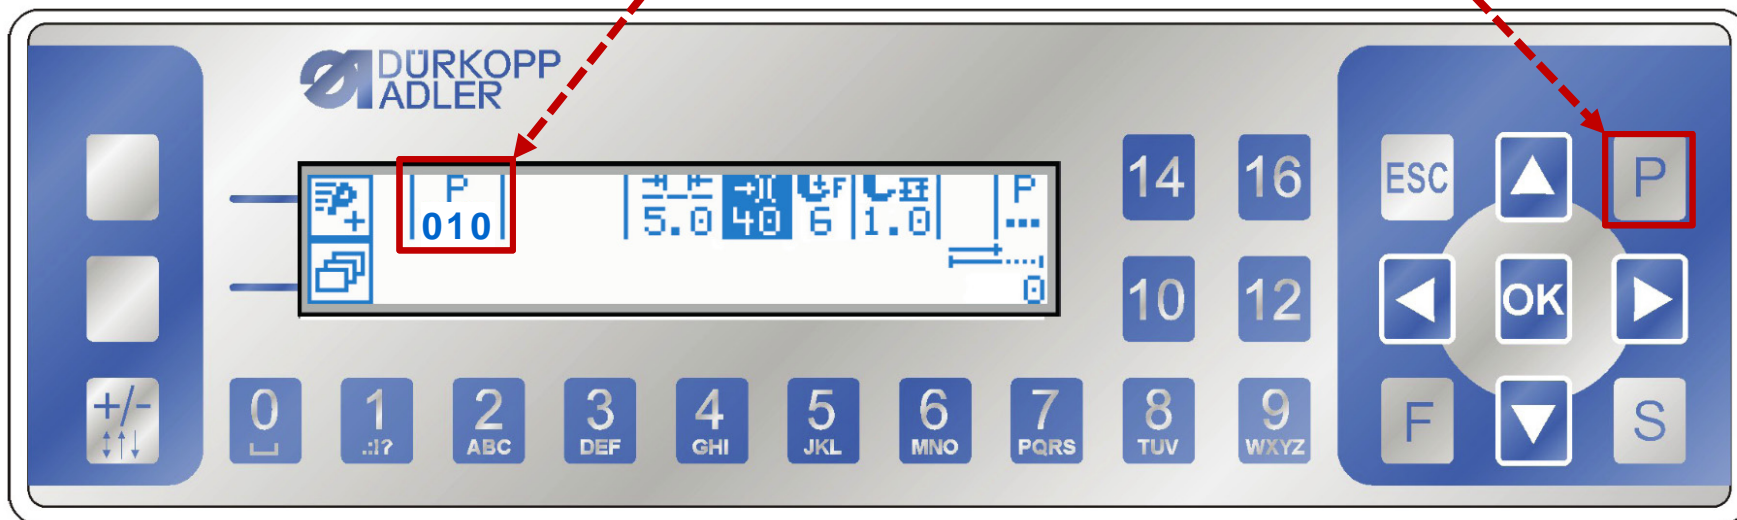 DÜRKOPP
ADLER
P P
+ 010 5.0 40 F 6 1.0 ...
0
14 16
10 12
ESC P
OK
F S
+/-
0 1 2 3 4 5 6 7 8 9
.:!? ABC DEF GHI JKL MNO PQRS TUV WXYZ